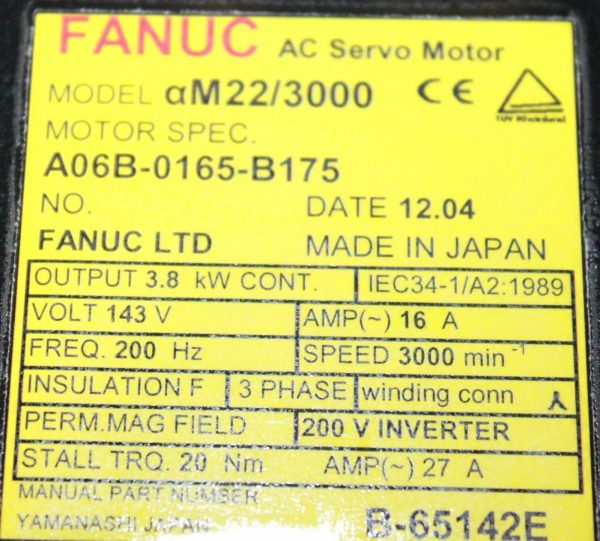 FANUC AC Servo Motor
MODEL αM22/3000 CE
TÜV Rheinland
MOTOR SPEC.
A06B-0165-B175
NO. DATE 12.04
FANUC LTD MADE IN JAPAN
OUTPUT 3.8 kW CONT. IEC34-1/A2:1989
VOLT 143 V AMP(~) 16 A
FREQ. 200 Hz SPEED 3000 min⁻¹
INSULATION F 3 PHASE winding conn
PERM.MAG FIELD 200 V INVERTER
STALL TRQ. 20 Nm AMP(~) 27 A
MANUAL PART NUMBER
YAMANASHI JAPAN B-65142E